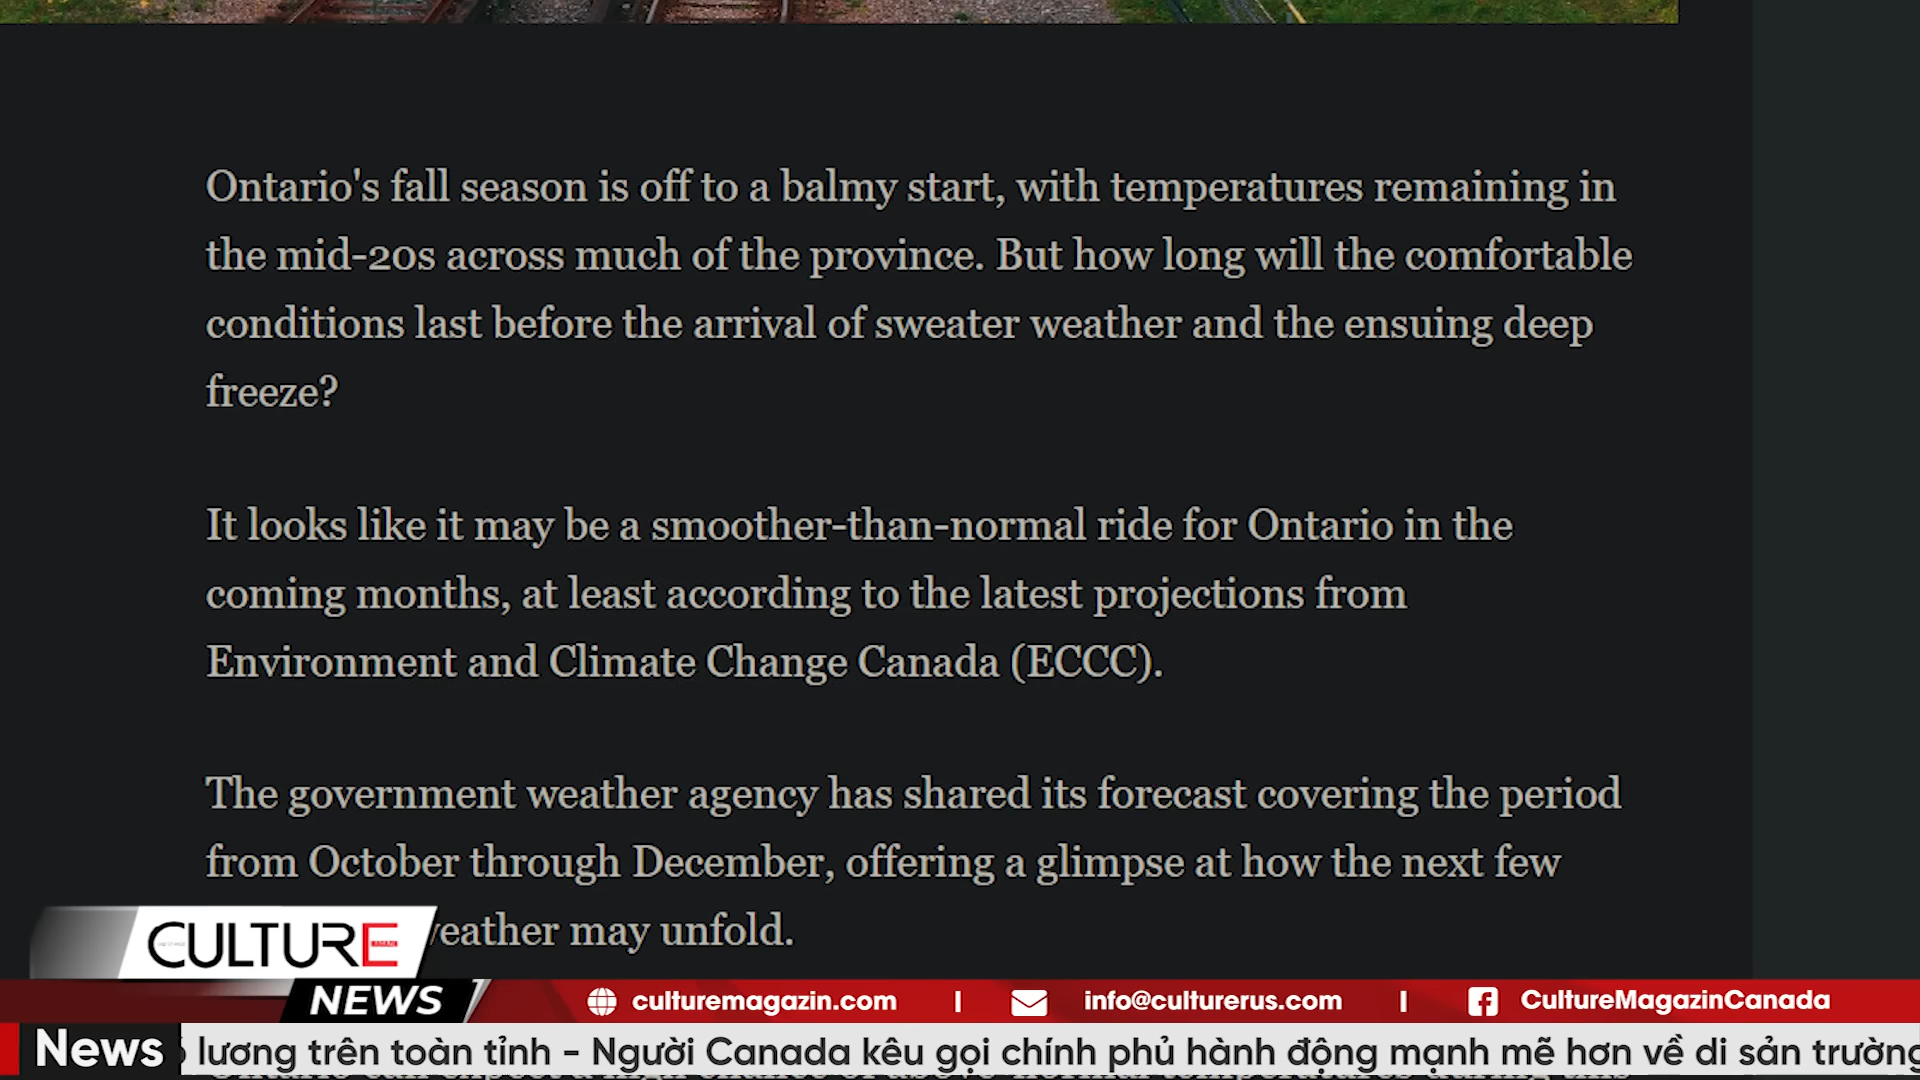 Ontario's fall season is off to a balmy start, with temperatures remaining in
the mid-20s across much of the province. But how long will the comfortable
conditions last before the arrival of sweater weather and the ensuing deep
freeze?
It looks like it may be a smoother-than-normal ride for Ontario in the
coming months, at least according to the latest projections from
Environment and Climate Change Canada (ECCC).
The government weather agency has shared its forecast covering the period
from October through December, offering a glimpse at how the next few
weather may unfold.
CULTURE
NEWS
culturemagazin.com | info@culturerus.com | CultureMagazinCanada
News lương trên toàn tỉnh - Người Canada kêu gọi chính phủ hành động mạnh mẽ hơn về di sản trường